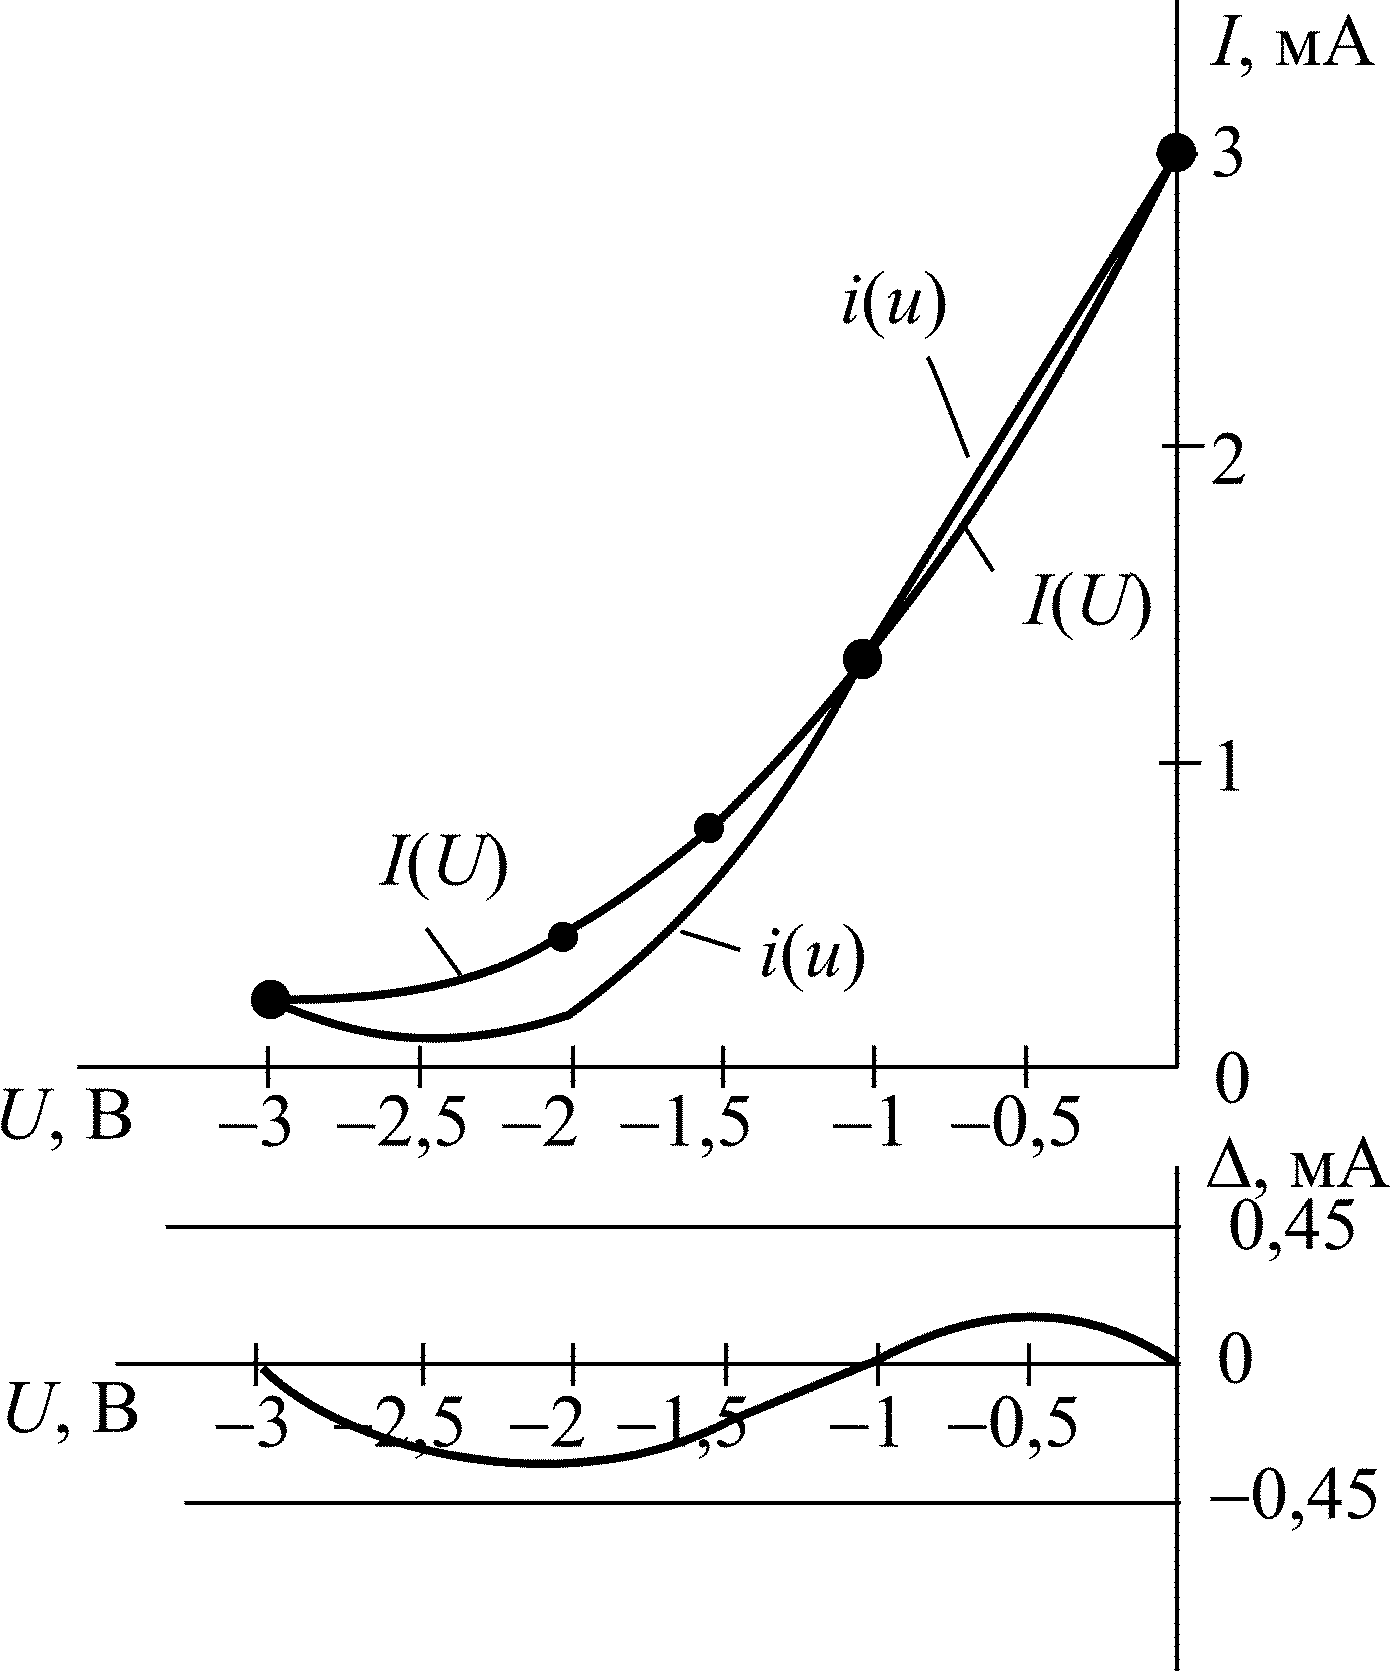 I, мА
3
i(u)
2
I(U)
1
I(U)
i(u)
0
U, В –3 –2,5 –2 –1,5 –1 –0,5
Δ, мА
0,45
0
U, В –3 –2,5 –2 –1,5 –1 –0,5
–0,45